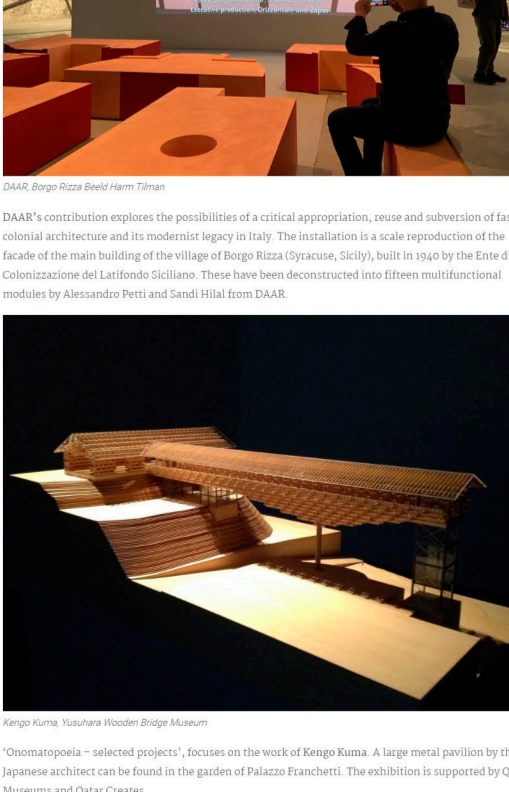 Executive production: Orizzontale and Zapoi
DAAR, Borgo Rizza Beeld Harm Tilman
DAAR's contribution explores the possibilities of a critical appropriation, reuse and subversion of fas
colonial architecture and its modernist legacy in Italy. The installation is a scale reproduction of the
facade of the main building of the village of Borgo Rizza (Syracuse, Sicily), built in 1940 by the Ente d
Colonizzazione del Latifondo Siciliano. These have been deconstructed into fifteen multifunctional
modules by Alessandro Petti and Sandi Hilal from DAAR.
Kengo Kuma, Yusuhara Wooden Bridge Museum
'Onomatopoeia – selected projects', focuses on the work of Kengo Kuma. A large metal pavilion by th
Japanese architect can be found in the garden of Palazzo Franchetti. The exhibition is supported by Q
Museums and Qatar Creates.